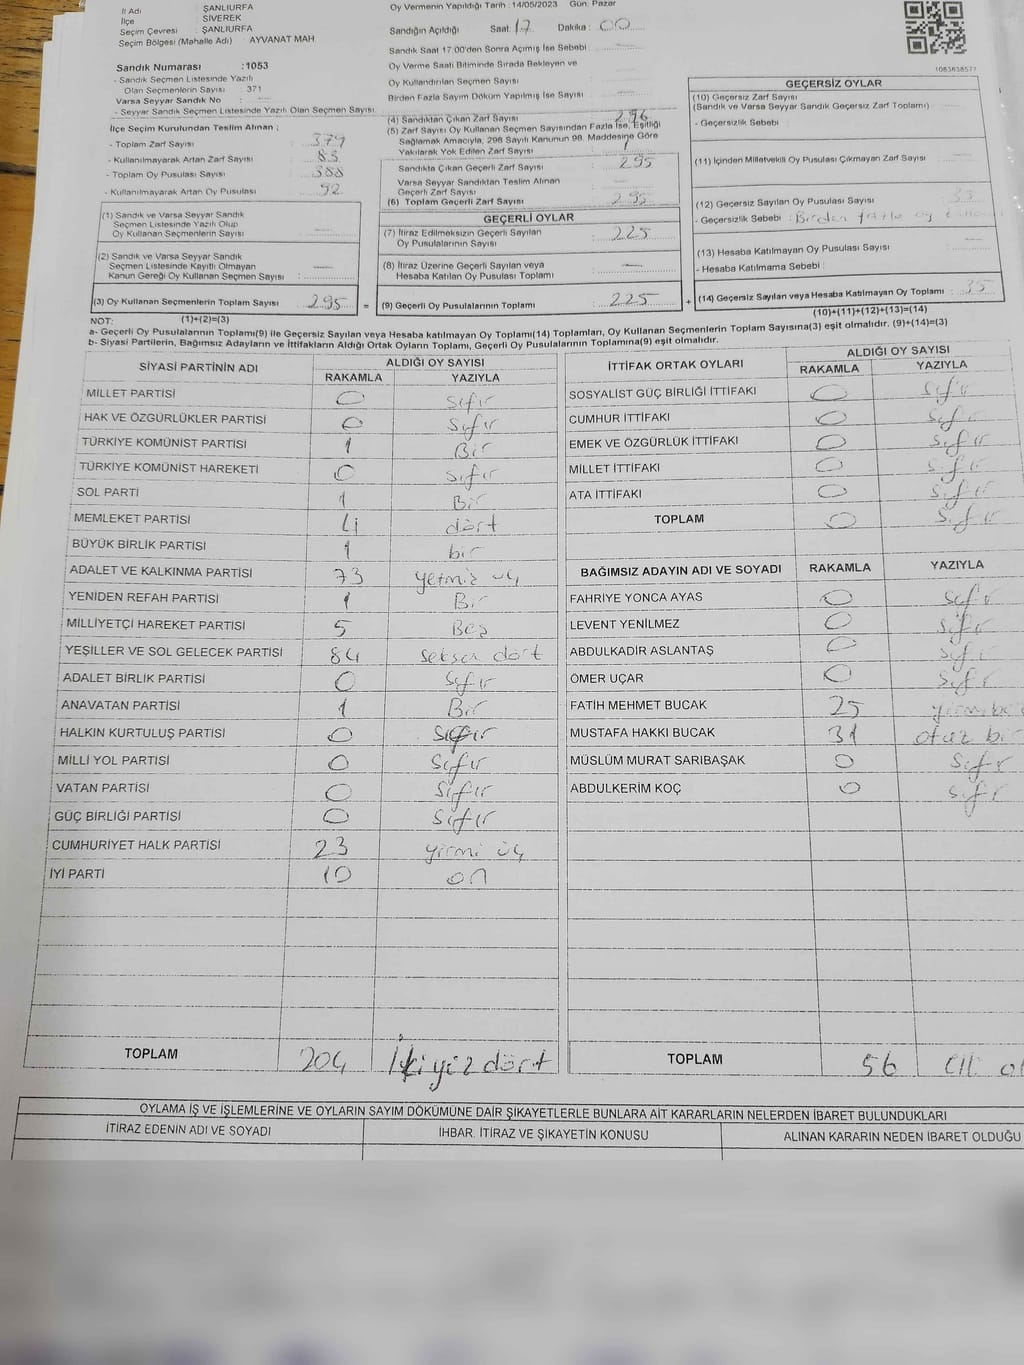 İl Adı : ŞANLIURFA
İlçe : SİVEREK
Seçim Çevresi : ŞANLIURFA
Seçim Bölgesi (Mahalle Adı) : AYVANAT MAH
Sandık Numarası :1053
- Sandık Seçmen Listesinde Yazılı
Olan Seçmenlerin Sayısı : 371
Varsa Seyyar Sandık No :
- Seyyar Sandık Seçmen Listesinde Yazılı Olan Seçmen Sayısı:
İlçe Seçim Kurulundan Teslim Alınan ;
- Toplam Zarf Sayısı : 379
- Kullanılmayarak Artan Zarf Sayısı : 83
- Toplam Oy Pusulası Sayısı : 388
- Kullanılmayarak Artan Oy Pusulası : 92
(1) Sandık ve Varsa Seyyar Sandık
Seçmen Listesinde Yazılı Olup
Oy Kullanan Seçmenlerin Sayısı :
(2) Sandık ve Varsa Seyyar Sandık
Seçmen Listesinde Kayıtlı Olmayan
Kanun Gereği Oy Kullanan Seçmen Sayısı :
(3) Oy Kullanan Seçmenlerin Toplam Sayısı : 295 =
(1)+(2)=(3)
Oy Vermenin Yapıldığı Tarih : 14/05/2023 Gün: Pazar
Sandığın Açıldığı Saat: 17 Dakika : 00
Sandık Saat 17.00'den Sonra Açılmış İse Sebebi :
Oy Verme Saati Bitiminde Sırada Bekleyen ve
Oy Kullandırılan Seçmen Sayısı :
Birden Fazla Sayım Döküm Yapılmış İse Sayısı :
(4) Sandıktan Çıkan Zarf Sayısı : 296
(5) Zarf Sayısı Oy Kullanan Seçmen Sayısından Fazla İse, Eşitliği
Sağlamak Amacıyla, 298 Sayılı Kanunun 98. Maddesine Göre
Yakılarak Yok Edilen Zarf Sayısı : 1
Sandıkta Çıkan Geçerli Zarf Sayısı : 295
Varsa Seyyar Sandıktan Teslim Alınan
Geçerli Zarf Sayısı
(6) Toplam Geçerli Zarf Sayısı : 295
GEÇERLİ OYLAR
(7) İtiraz Edilmeksizin Geçerli Sayılan
Oy Pusulalarının Sayısı : 225
(8) İtiraz Üzerine Geçerli Sayılan veya
Hesaba Katılan Oy Pusulası Toplamı :
(9) Geçerli Oy Pusulalarının Toplamı : 225 +
1083838577
GEÇERSİZ OYLAR
(10) Geçersiz Zarf Sayısı
(Sandık ve Varsa Seyyar Sandık Geçersiz Zarf Toplamı) :
- Geçersizlik Sebebi :
(11) İçinden Milletvekili Oy Pusulası Çıkmayan Zarf Sayısı :
(12) Geçersiz Sayılan Oy Pusulası Sayısı :
- Geçersizlik Sebebi : Birden fazla oy
(13) Hesaba Katılmayan Oy Pusulası Sayısı :
- Hesaba Katılmama Sebebi :
(14) Geçersiz Sayılan veya Hesaba Katılmayan Oy Toplamı : 35
(10)+(11)+(12)+(13)=(14)
NOT:
a- Geçerli Oy Pusulalarının Toplamı(9) ile Geçersiz Sayılan veya Hesaba katılmayan Oy Toplamı(14) Toplamları, Oy Kullanan Seçmenlerin Toplam Sayısına(3) eşit olmalıdır. (9)+(14)=(3)
b- Siyasi Partilerin, Bağımsız Adayların ve İttifakların Aldığı Ortak Oyların Toplamı, Geçerli Oy Pusulalarının Toplamına(9) eşit olmalıdır.
SİYASİ PARTİNİN ADI ALDIĞI OY SAYISI
RAKAMLA YAZIYLA
MİLLET PARTİSİ 0 sıfır
HAK VE ÖZGÜRLÜKLER PARTİSİ 0 sıfır
TÜRKİYE KOMÜNİST PARTİSİ 1 Bir
TÜRKİYE KOMÜNİST HAREKETİ 0 sıfır
SOL PARTİ 1 Bir
MEMLEKET PARTİSİ 4 dört
BÜYÜK BİRLİK PARTİSİ 1 bir
ADALET VE KALKINMA PARTİSİ 73 yetmiz üç
YENİDEN REFAH PARTİSİ 1 Bir
MİLLİYETÇİ HAREKET PARTİSİ 5 Beş
YEŞİLLER VE SOL GELECEK PARTİSİ 84 seksen dört
ADALET BİRLİK PARTİSİ 0 sıfır
ANAVATAN PARTİSİ 1 Bir
HALKIN KURTULUŞ PARTİSİ 0 sıfır
MİLLİ YOL PARTİSİ 0 sıfır
VATAN PARTİSİ 0 sıfır
GÜÇ BİRLİĞİ PARTİSİ 0 sıfır
CUMHURİYET HALK PARTİSİ 23 yirmi üç
İYİ PARTİ 10 on
TOPLAM 204 İkiyüz dört
İTTİFAK ORTAK OYLARI ALDIĞI OY SAYISI
RAKAMLA YAZIYLA
SOSYALİST GÜÇ BİRLİĞİ İTTİFAKI 0 sıfır
CUMHUR İTTİFAKI 0 sıfır
EMEK VE ÖZGÜRLÜK İTTİFAKI 0 sıfır
MİLLET İTTİFAKI 0 sıfır
ATA İTTİFAKI 0 sıfır
TOPLAM 0 sıfır
BAĞIMSIZ ADAYIN ADI VE SOYADI RAKAMLA YAZIYLA
FAHRİYE YONCA AYAS 0 sıfır
LEVENT YENİLMEZ 0 sıfır
ABDULKADİR ASLANTAŞ 0 sıfır
ÖMER UÇAR 0 sıfır
FATİH MEHMET BUCAK 25 yirmi be
MUSTAFA HAKKI BUCAK 31 otuz bir
MÜSLÜM MURAT SARIBAŞAK 0 sıfır
ABDULKERİM KOÇ 0 sıfır
TOPLAM 56
OYLAMA İŞ VE İŞLEMLERİNE VE OYLARIN SAYIM DÖKÜMÜNE DAİR ŞİKAYETLERLE BUNLARA AİT KARARLARIN NELERDEN İBARET BULUNDUKLARI
İTİRAZ EDENİN ADI VE SOYADI İHBAR, İTİRAZ VE ŞİKAYETİN KONUSU ALINAN KARARIN NEDEN İBARET OLDUĞU